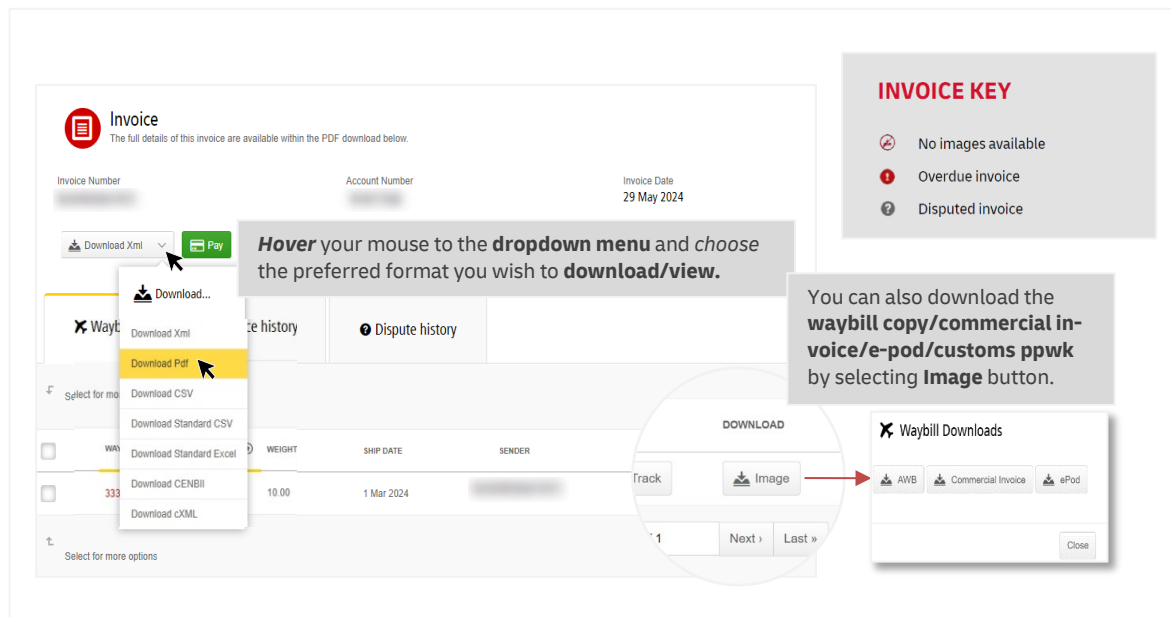 INVOICE KEY
No images available
Overdue invoice
Disputed invoice
Invoice
The full details of this invoice are available within the PDF download below.
Invoice Number
Account Number
Invoice Date
29 May 2024
Download Xml
Pay
Hover your mouse to the dropdown menu and choose
the preferred format you wish to download/view.
Download...
Download Xml
Download Pdf
Download CSV
Download Standard CSV
Download Standard Excel
Download CENBII
Download cXML
history
Dispute history
You can also download the
waybill copy/commercial in-
voice/e-pod/customs ppwk
by selecting Image button.
Select for mo
WAY
WEIGHT
SHIP DATE
SENDER
DOWNLOAD
333
10.00
1 Mar 2024
Track
Image
1
Next ›
Last »
Select for more options
Waybill Downloads
AWB
Commercial Invoice
ePod
Close